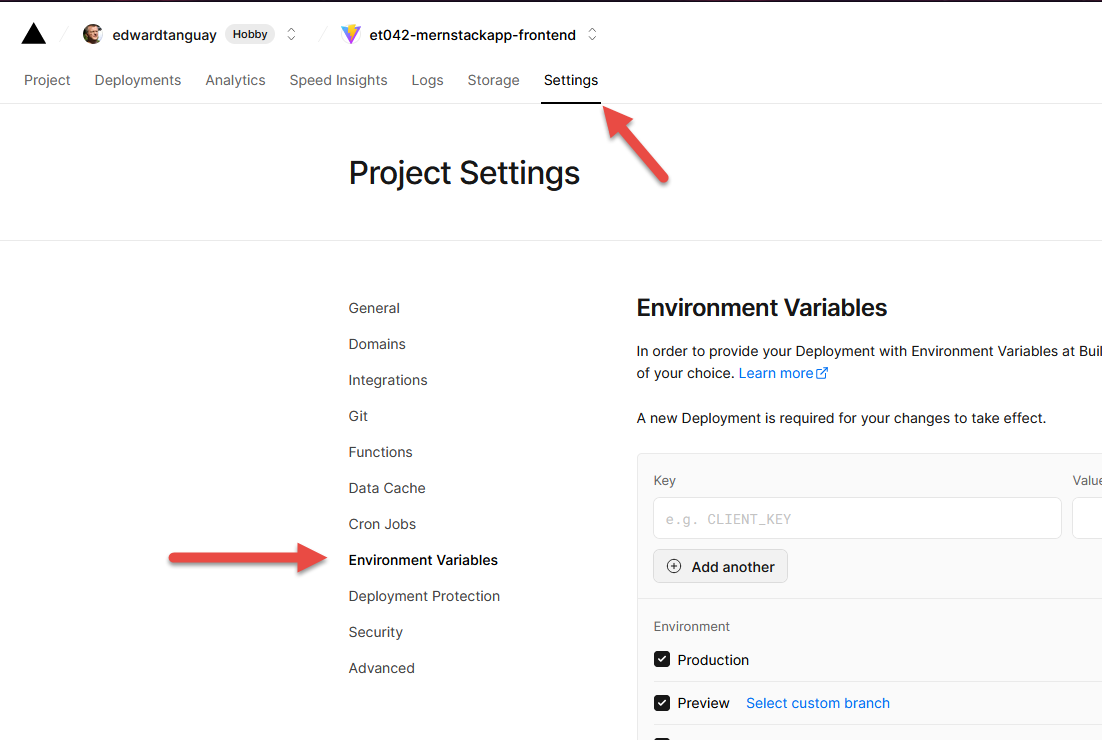 edwardtanguay Hobby et042-mernstackapp-frontend
Project Deployments Analytics Speed Insights Logs Storage Settings
Project Settings
General
Domains
Integrations
Git
Functions
Data Cache
Cron Jobs
Environment Variables
Deployment Protection
Security
Advanced
Environment Variables
In order to provide your Deployment with Environment Variables at Bui
of your choice. Learn more
A new Deployment is required for your changes to take effect.
Key Value
e.g. CLIENT_KEY
Add another
Environment
Production
Preview Select custom branch